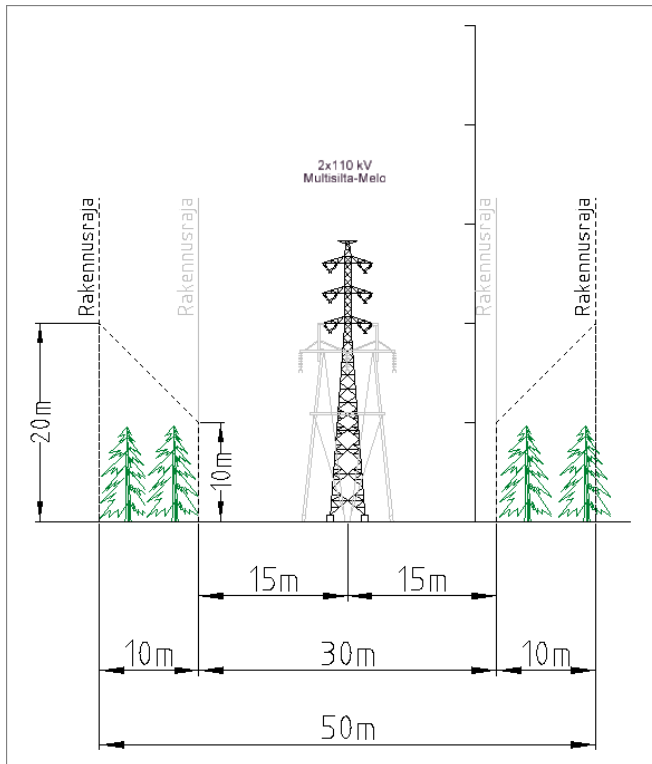 2x110 kV
Multisilta-Melo
Rakennusraja
Rakennusraja
Rakennusraja
Rakennusraja
20m
10m
15m
15m
10m
30m
10m
50m